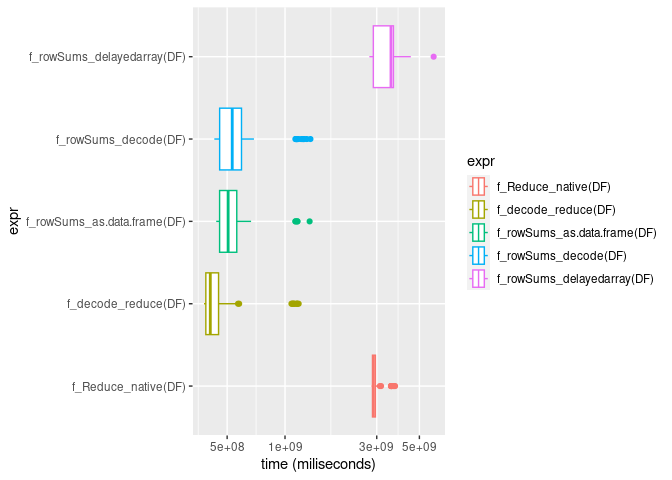 f_rowSums_delayedarray(DF)
f_rowSums_decode(DF)
f_rowSums_as.data.frame(DF)
f_decode_reduce(DF)
f_Reduce_native(DF)
expr
5e+08 1e+09 3e+09 5e+09
time (miliseconds)
expr
f_Reduce_native(DF)
f_decode_reduce(DF)
f_rowSums_as.data.frame(DF)
f_rowSums_decode(DF)
f_rowSums_delayedarray(DF)